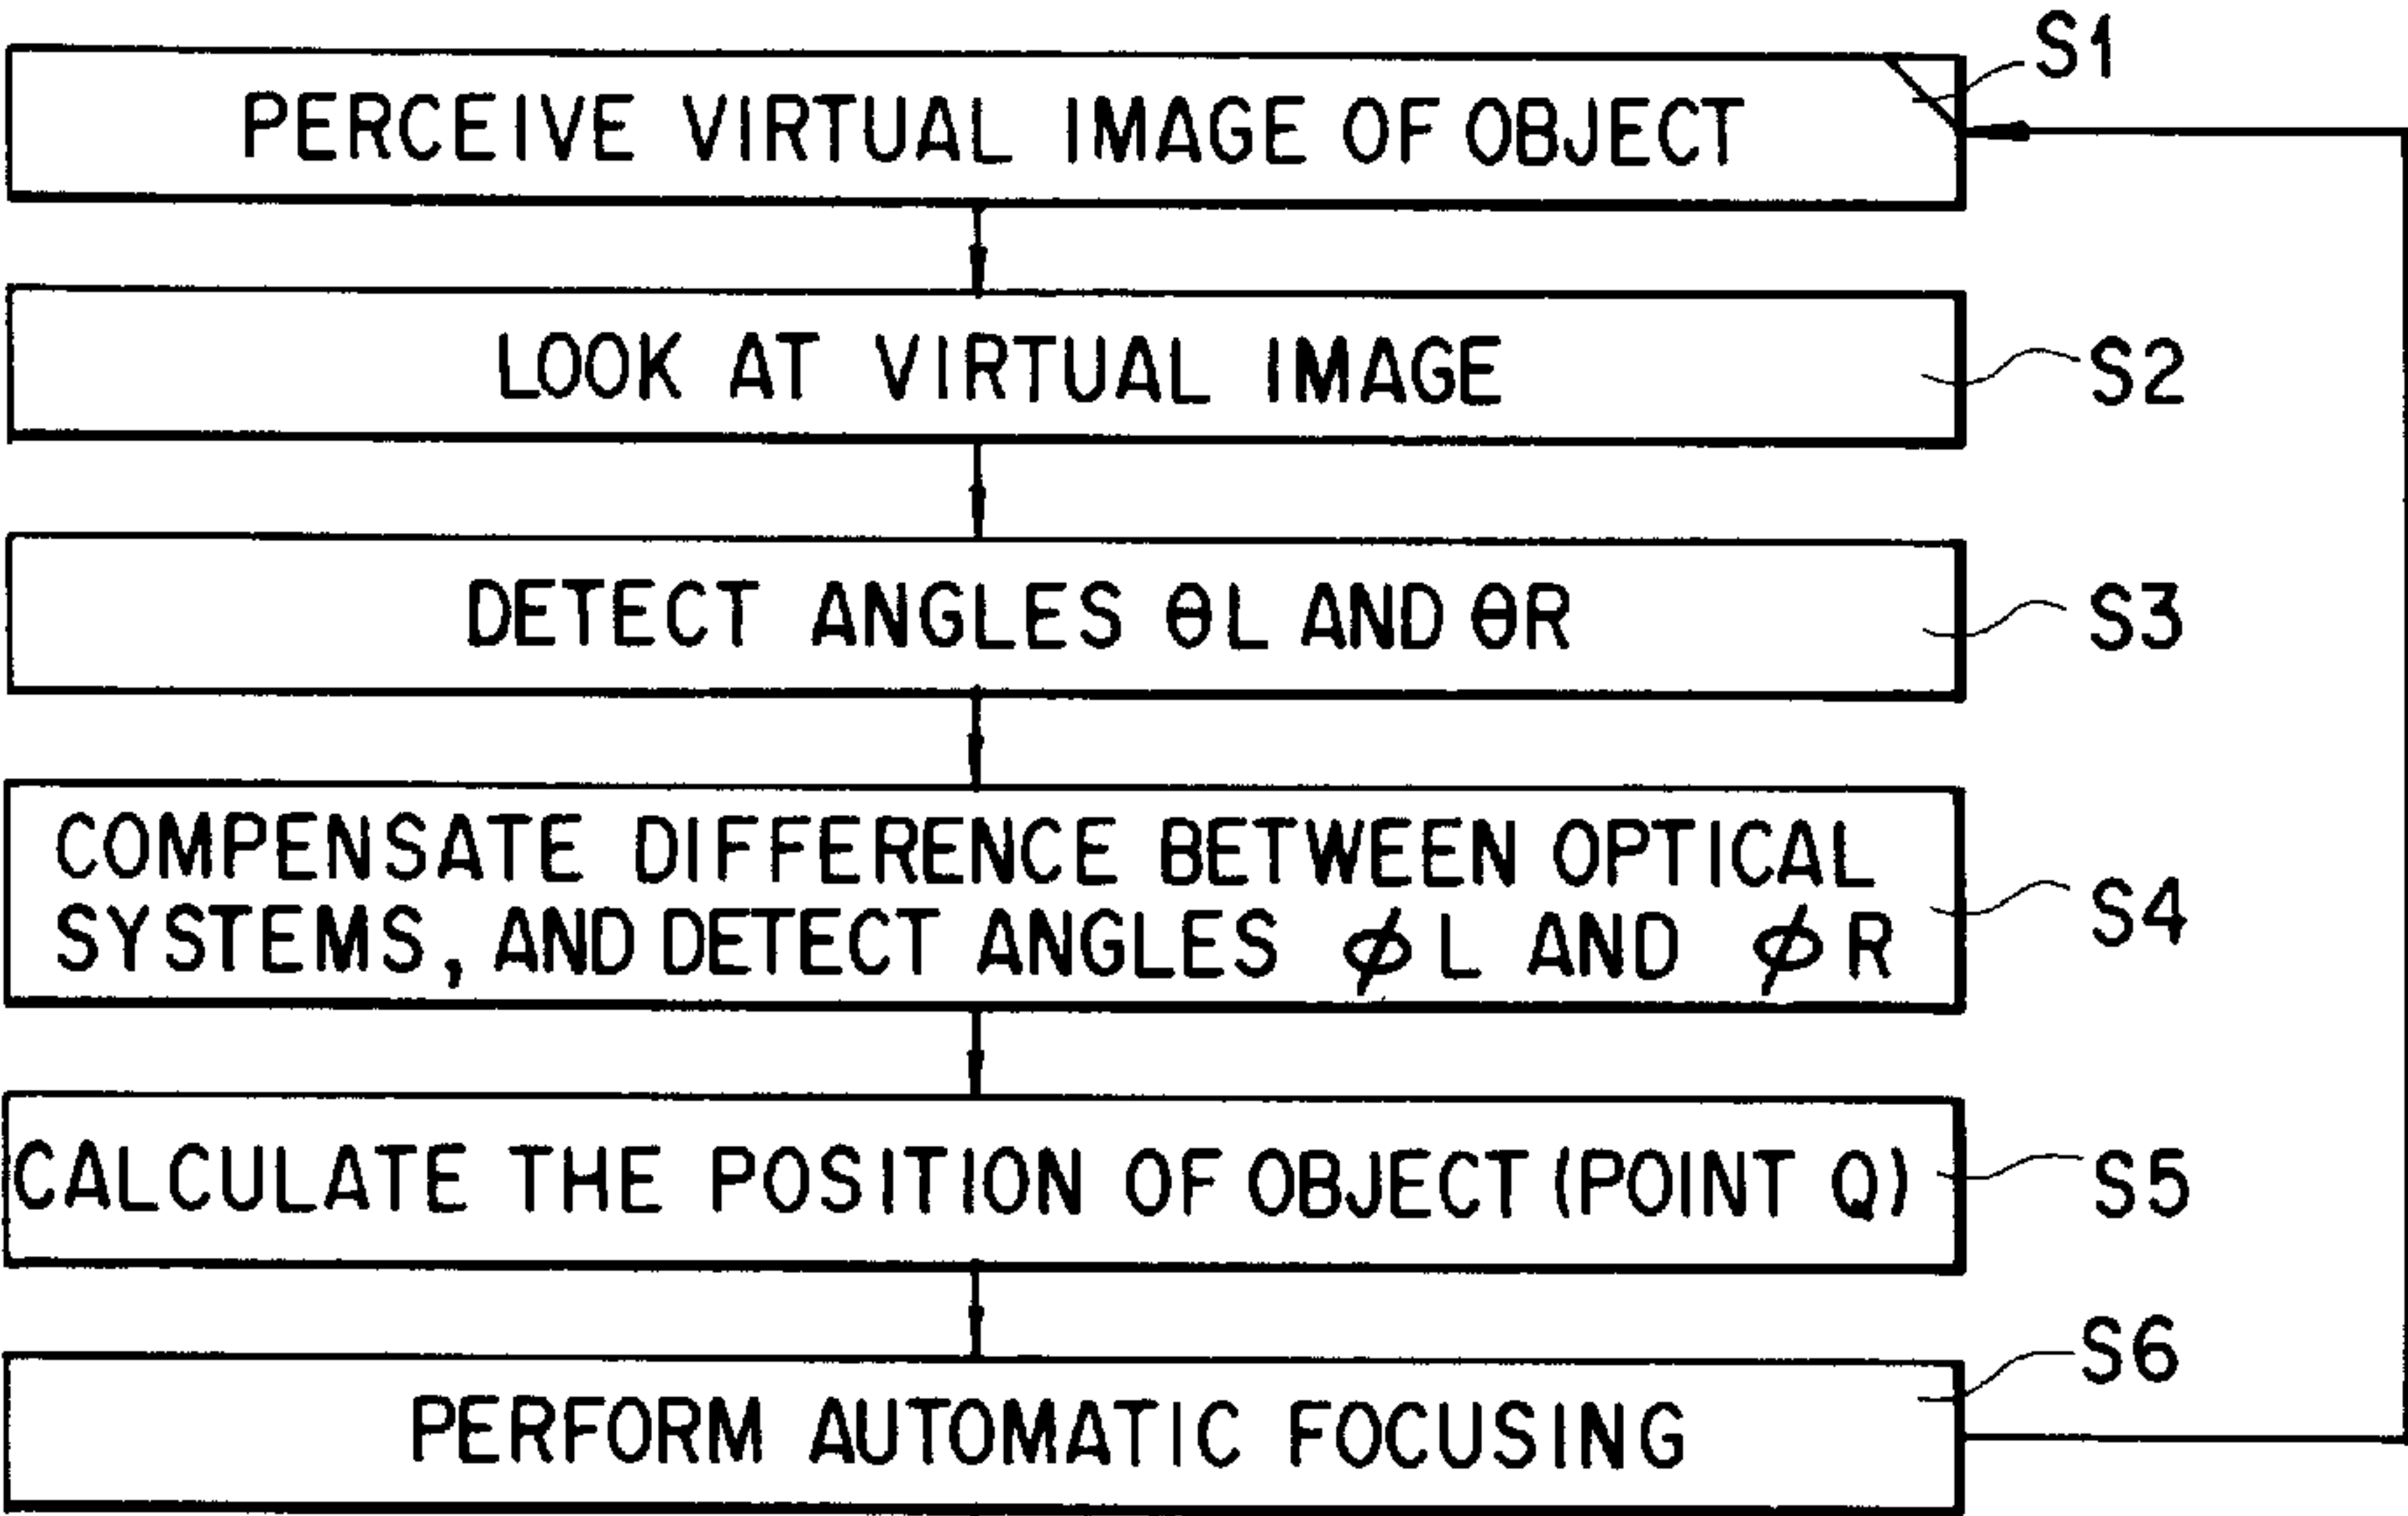 S1
PERCEIVE VIRTUAL IMAGE OF OBJECT
LOOK AT VIRTUAL IMAGE
S2
DETECT ANGLES θL AND θR
S3
COMPENSATE DIFFERENCE BETWEEN OPTICAL
SYSTEMS, AND DETECT ANGLES ϕL AND ϕR
S4
CALCULATE THE POSITION OF OBJECT (POINT Q)
S5
S6
PERFORM AUTOMATIC FOCUSING